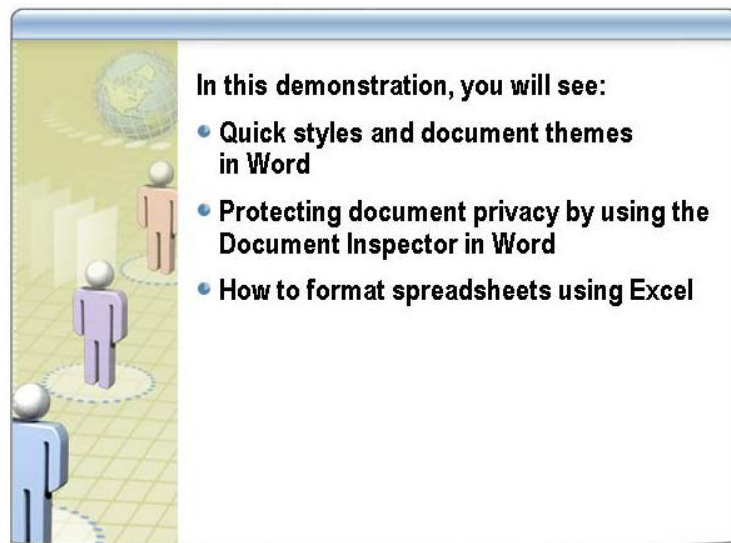 In this demonstration, you will see:
Quick styles and document themes
in Word
Protecting document privacy by using the
Document Inspector in Word
How to format spreadsheets using Excel